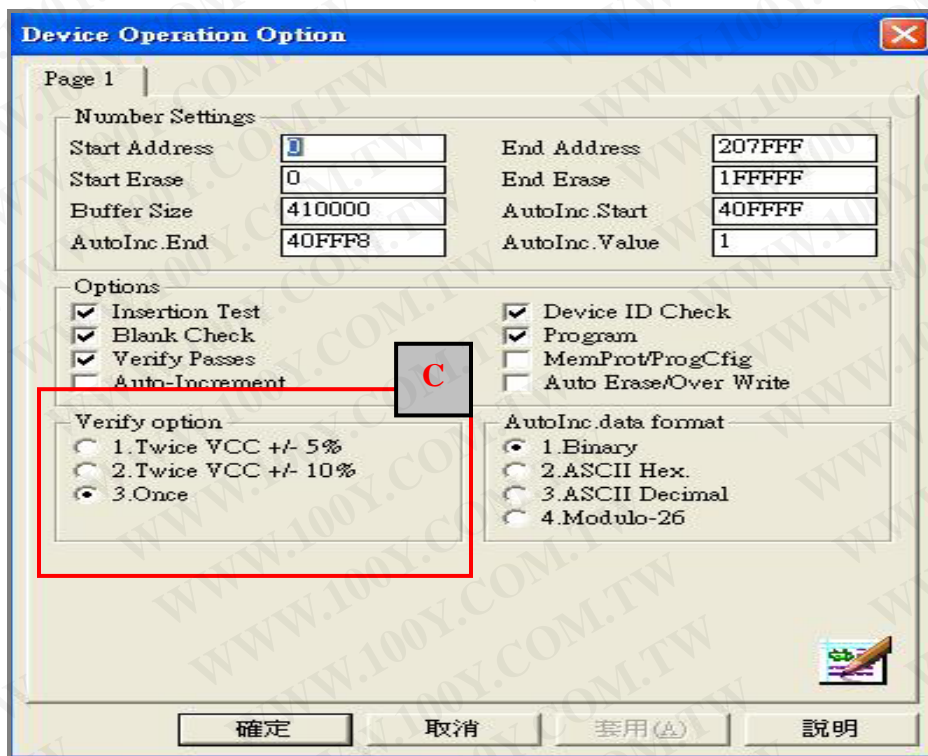 Device Operation Option
Page 1
Number Settings
Start Address 0 End Address 207FFF
Start Erase 0 End Erase 1FFFFF
Buffer Size 410000 AutoInc.Start 40FFFF
AutoInc.End 40FFF8 AutoInc.Value 1
Options
Insertion Test Device ID Check
Blank Check Program
Verify Passes MemProt/ProgCfig
Auto-Increment Auto Erase/Over Write
C
Verify option AutoInc.data format
1.Twice VCC +/- 5% 1.Binary
2.Twice VCC +/- 10% 2.ASCII Hex.
3.Once 3.ASCII Decimal
4.Modulo-26
確定 取消 套用(A) 說明
WWW.100Y.COM.TW